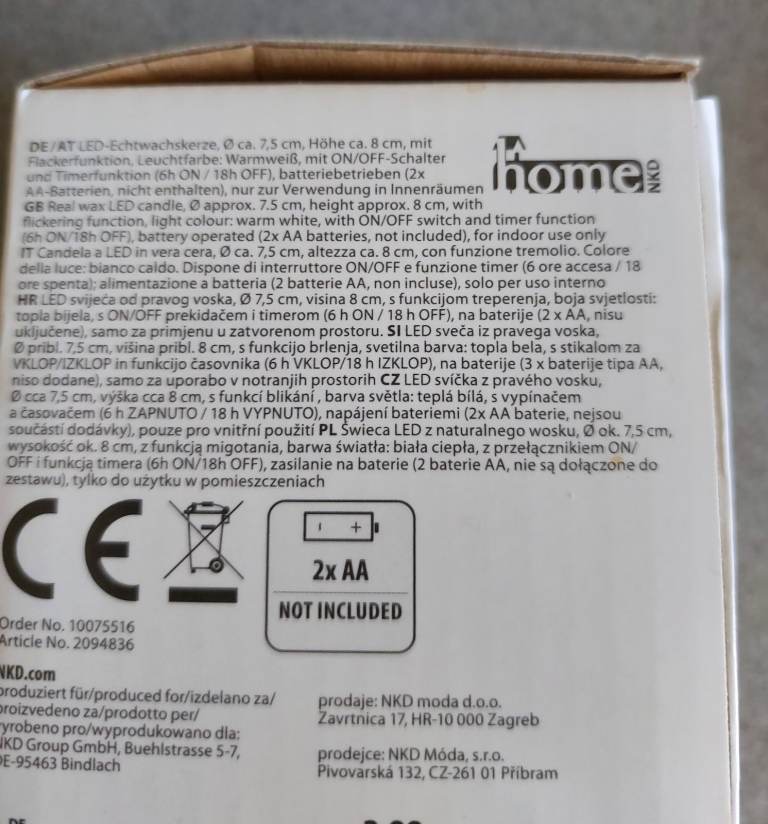 DE/AT LED-Echtwachskerze, Ø ca. 7,5 cm, Höhe ca. 8 cm, mit
Flackerfunktion, Leuchtfarbe: Warmweiß, mit ON/OFF-Schalter
und Timerfunktion (6h ON / 18h OFF), batteriebetrieben (2x
AA-Batterien, nicht enthalten), nur zur Verwendung in Innenräumen
home NKD
GB Real wax LED candle, Ø approx. 7.5 cm, height approx. 8 cm, with
flickering function, light colour: warm white, with ON/OFF switch and timer function
(6h ON/18h OFF), battery operated (2x AA batteries, not included), for indoor use only
IT Candela a LED in vera cera, Ø ca. 7,5 cm, altezza ca. 8 cm, con funzione tremolio. Colore
della luce: bianco caldo. Dispone di interruttore ON/OFF e funzione timer (6 ore accesa / 18
ore spenta); alimentazione a batteria (2 batterie AA, non incluse), solo per uso interno
HR LED svijeća od pravog voska, Ø 7,5 cm, visina 8 cm, s funkcijom treperenja, boja svjetlosti:
topla bijela, s ON/OFF prekidačem i timerom (6 h ON / 18 h OFF), na baterije (2 x AA, nisu
uključene), samo za primjenu u zatvorenom prostoru. SI LED sveča iz pravega voska,
Ø pribl. 7,5 cm, višina pribl. 8 cm, s funkcijo brlenja, svetilna barva: topla bela, s stikalom za
VKLOP/IZKLOP in funkcijo časovnika (6 h VKLOP/18 h IZKLOP), na baterije (3 x baterije tipa AA,
niso dodane), samo za uporabo v notranjih prostorih CZ LED svíčka z pravého vosku,
Ø cca 7,5 cm, výška cca 8 cm, s funkcí blikání , barva světla: teplá bílá, s vypínačem
a časovačem (6 h ZAPNUTO / 18 h VYPNUTO), napájení bateriemi (2x AA baterie, nejsou
součástí dodávky), pouze pro vnitřní použití PL Świeca LED z naturalnego wosku, Ø ok. 7,5 cm,
wysokość ok. 8 cm, z funkcją migotania, barwa światła: biała ciepła, z przełącznikiem ON/
OFF i funkcją timera (6h ON/18h OFF), zasilanie na baterie (2 baterie AA, nie są dołączone do
zestawu), tylko do użytku w pomieszczeniach
CE
- +
2x AA
NOT INCLUDED
Order No. 10075516
Article No. 2094836
NKD.com
produziert für/produced for/izdelano za/
proizvedeno za/prodotto per/
vyrobeno pro/wyprodukowano dla:
NKD Group GmbH, Buehlstrasse 5-7,
DE-95463 Bindlach
prodaje: NKD moda d.o.o.
Zavrtnica 17, HR-10 000 Zagreb
prodejce: NKD Móda, s.r.o.
Pivovarská 132, CZ-261 01 Příbram
DE